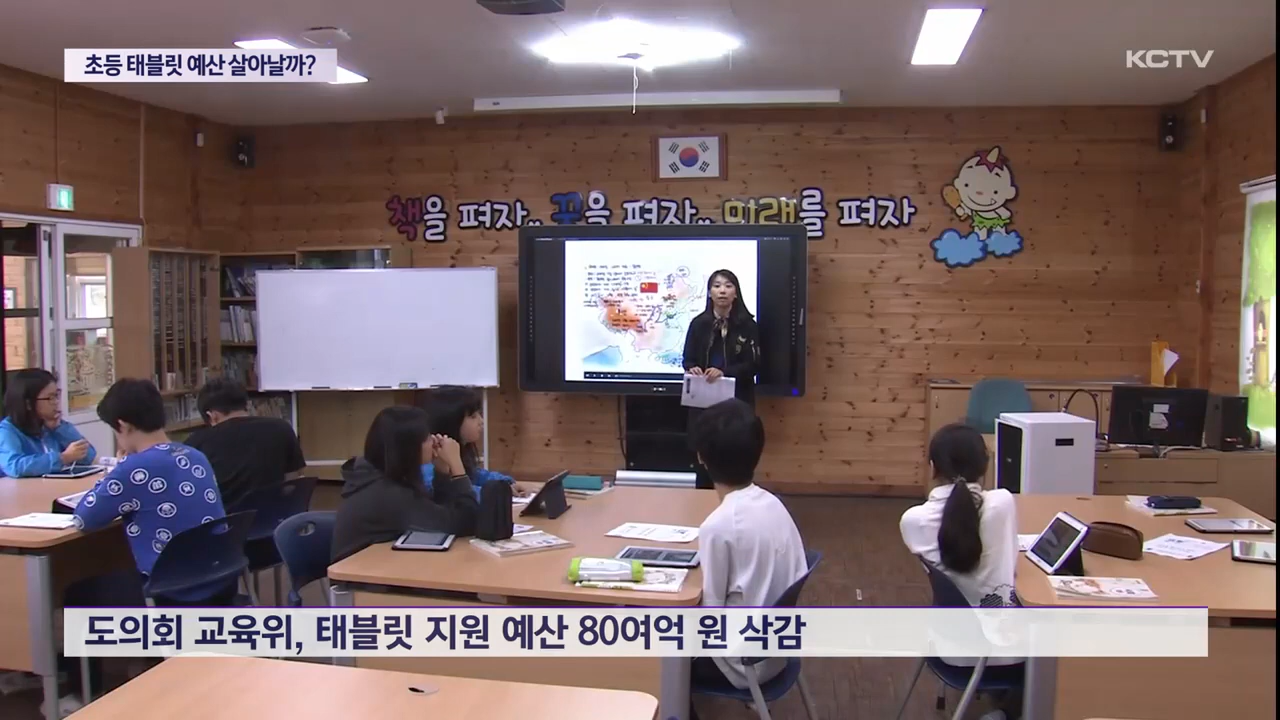 초등 태블릿 예산 살아날까?
KCTV
책을 펴자.. 꿈을 펴자.. 미래를 펴자
도의회 교육위, 태블릿 지원 예산 80여억 원 삭감